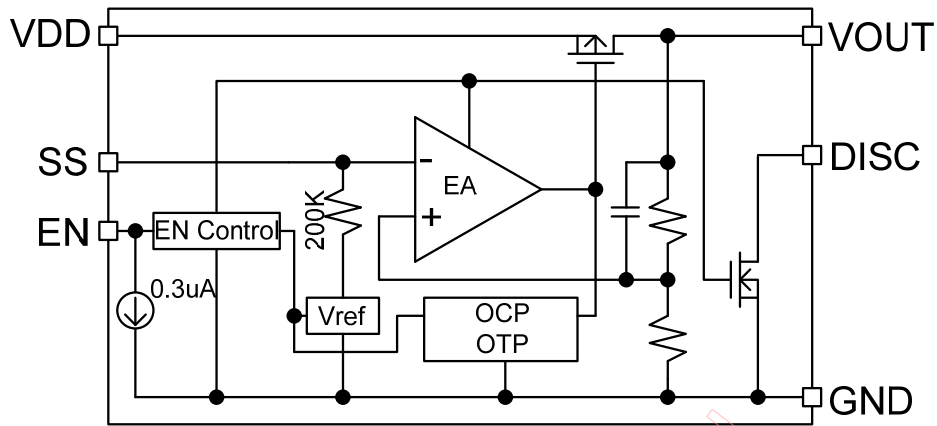 VDD
VOUT
SS
-
EA
DISC
200K
+
EN
EN Control
0.3uA
Vref
OCP
OTP
GND